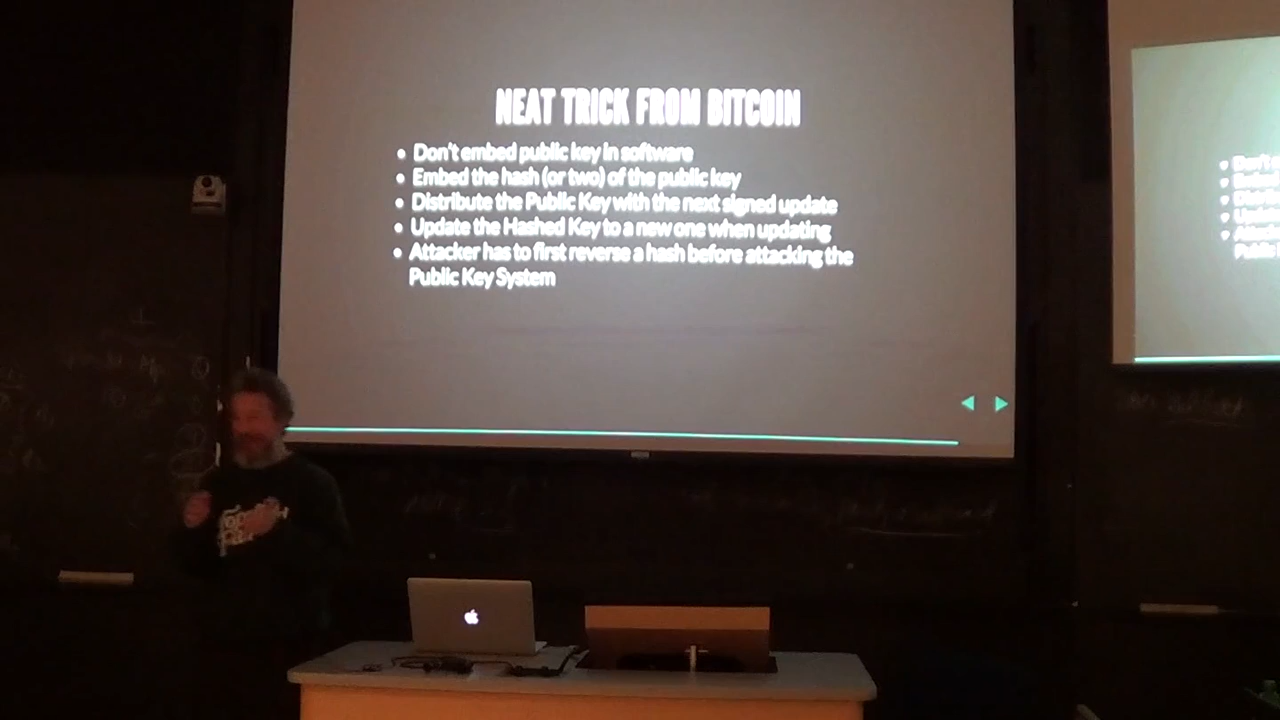 NEAT TRICK FROM BITCOIN
• Don't embed public key in software
• Embed the hash (or two) of the public key
• Distribute the Public Key with the next signed update
• Update the Hashed Key to a new one when updating
• Attacker has to first reverse a hash before attacking the
Public Key System